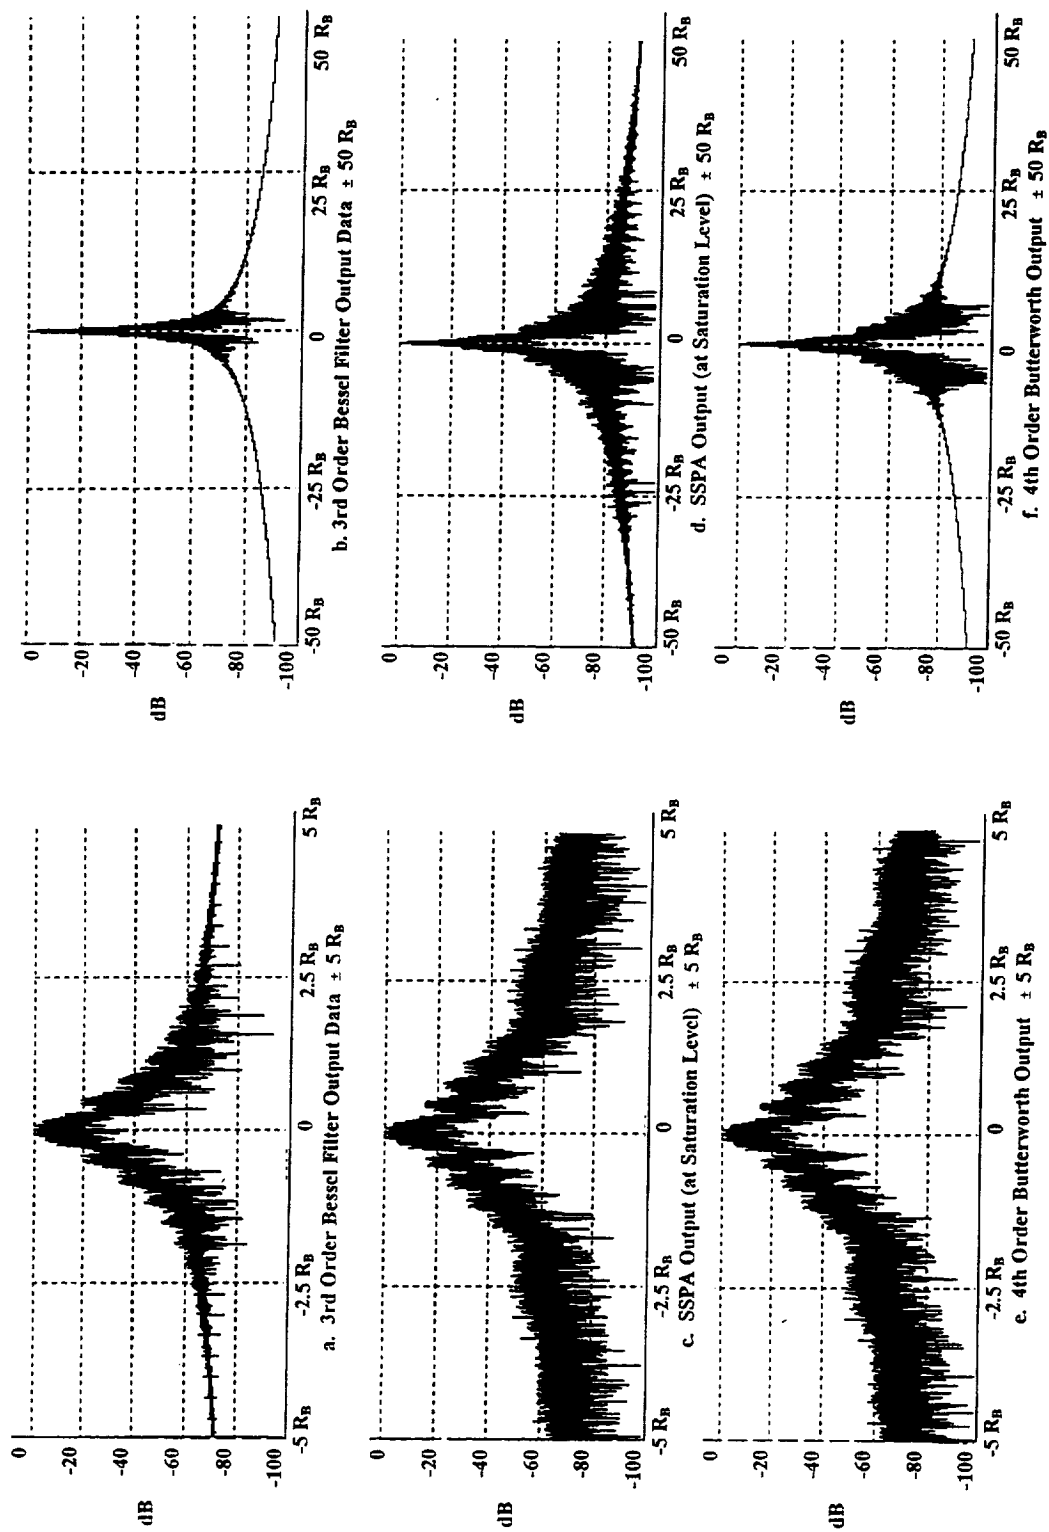 0
-20
-40
-60
-80
-100
dB
-5 RB
-2.5 RB
0
2.5 RB
5 RB
a. 3rd Order Bessel Filter Output Data ± 5 RB
0
-20
-40
-60
-80
-100
dB
-50 RB
-25 RB
0
25 RB
50 RB
b. 3rd Order Bessel Filter Output Data ± 50 RB
0
-20
-40
-60
-80
-100
dB
-5 RB
-2.5 RB
0
2.5 RB
5 RB
c. SSPA Output (at Saturation Level) ± 5 RB
0
-20
-40
-60
-80
-100
dB
-50 RB
-25 RB
0
25 RB
50 RB
d. SSPA Output (at Saturation Level) ± 50 RB
0
-20
-40
-60
-80
-100
dB
-5 RB
-2.5 RB
0
2.5 RB
5 RB
e. 4th Order Butterworth Output ± 5 RB
0
-20
-40
-60
-80
-100
dB
-50 RB
-25 RB
0
25 RB
50 RB
f. 4th Order Butterworth Output ± 50 RB